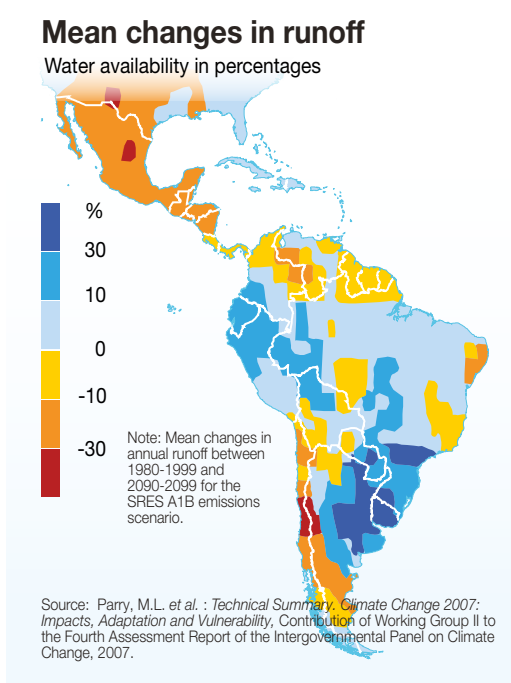 Mean changes in runoff
Water availability in percentages
%
30
10
0
-10
-30
Note: Mean changes in
annual runoff between
1980-1999 and
2090-2099 for the
SRES A1B emissions
scenario.
Source: Parry, M.L. et al. : Technical Summary. Climate Change 2007:
Impacts, Adaptation and Vulnerability, Contribution of Working Group II to
the Fourth Assessment Report of the Intergovernmental Panel on Climate
Change, 2007.